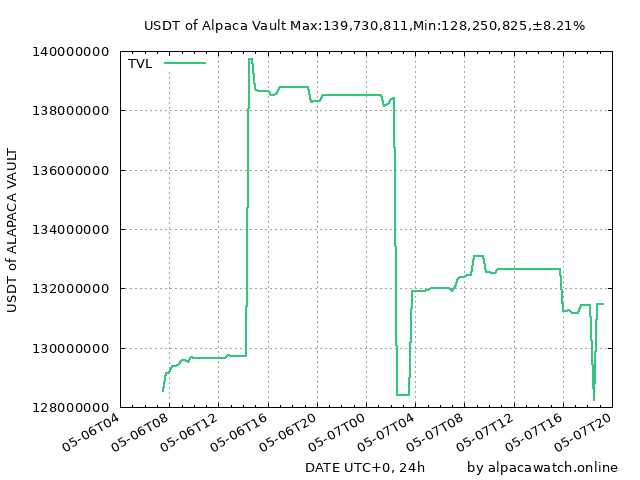 USDT of Alpaca Vault Max:139,730,811,Min:128,250,825,±8.21%
TVL
140000000
138000000
136000000
134000000
132000000
130000000
128000000
USDT of ALAPACA VAULT
05-06T04
05-06T08
05-06T12
05-06T16
05-06T20
05-07T00
05-07T04
05-07T08
05-07T12
05-07T16
05-07T20
DATE UTC+0, 24h
by alpacawatch.online